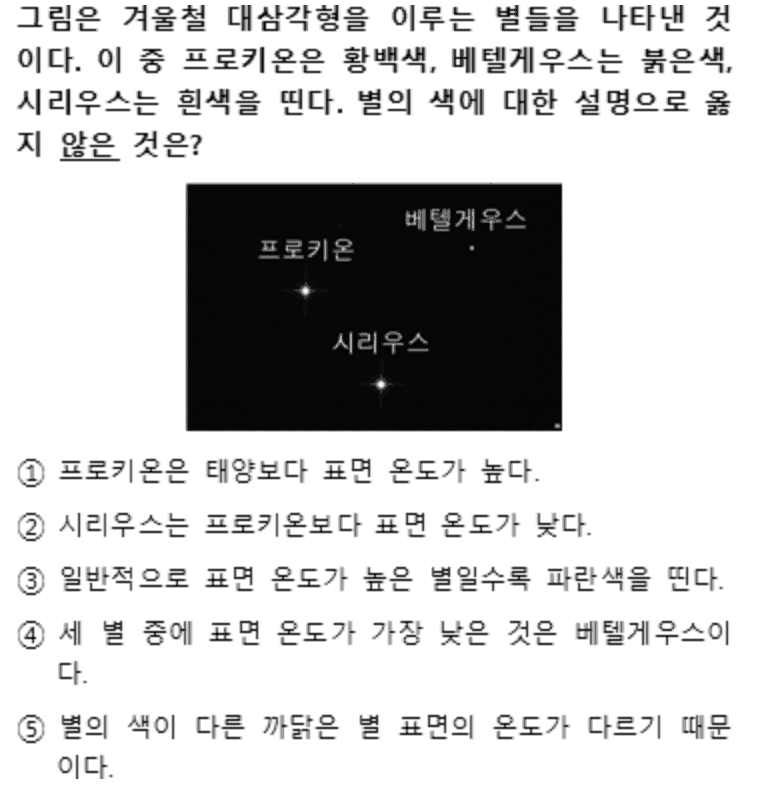 그림은 겨울철 대삼각형을 이루는 별들을 나타낸 것
이다. 이 중 프로키온은 황백색, 베텔게우스는 붉은색,
시리우스는 흰색을 띤다. 별의 색에 대한 설명으로 옳
지 않은 것은?
베텔게우스
프로키온
시리우스
① 프로키온은 태양보다 표면 온도가 높다.
② 시리우스는 프로키온보다 표면 온도가 낮다.
③ 일반적으로 표면 온도가 높은 별일수록 파란색을 띤다.
④ 세 별 중에 표면 온도가 가장 낮은 것은 베텔게우스이
다.
⑤ 별의 색이 다른 까닭은 별 표면의 온도가 다르기 때문
이다.